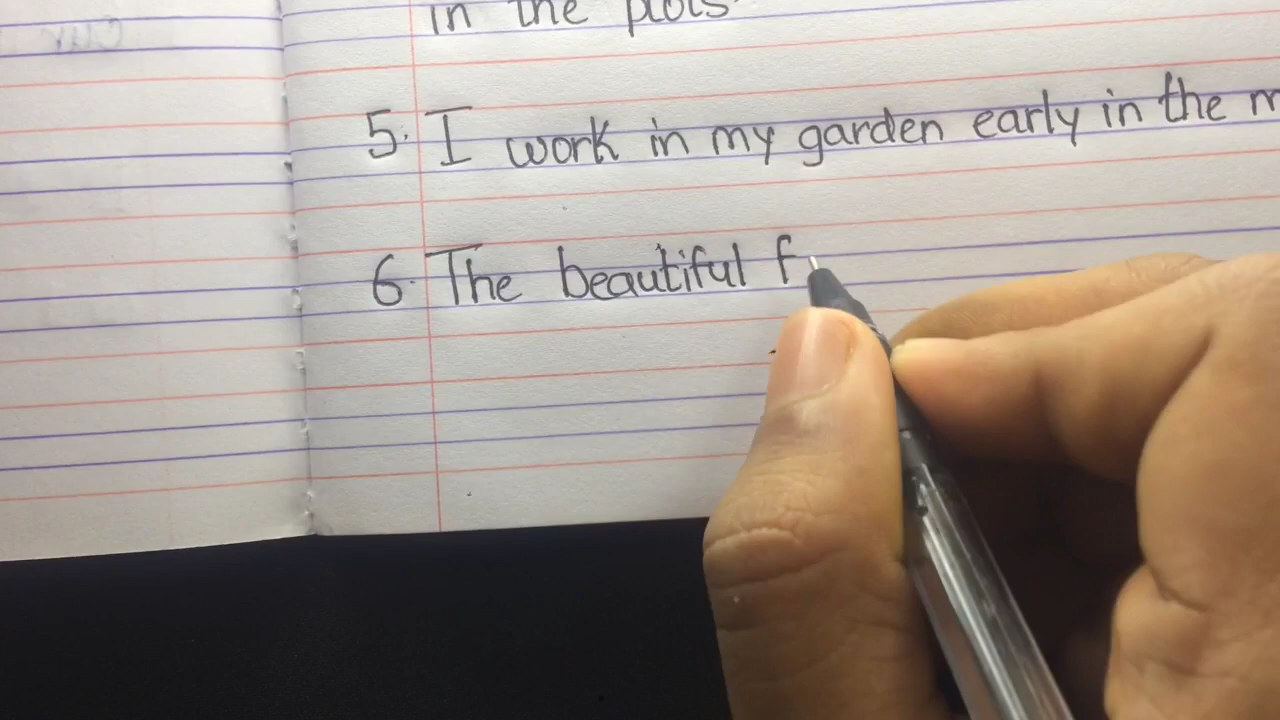 in the plots.
5. I work in my garden early in the m
6. The beautiful f